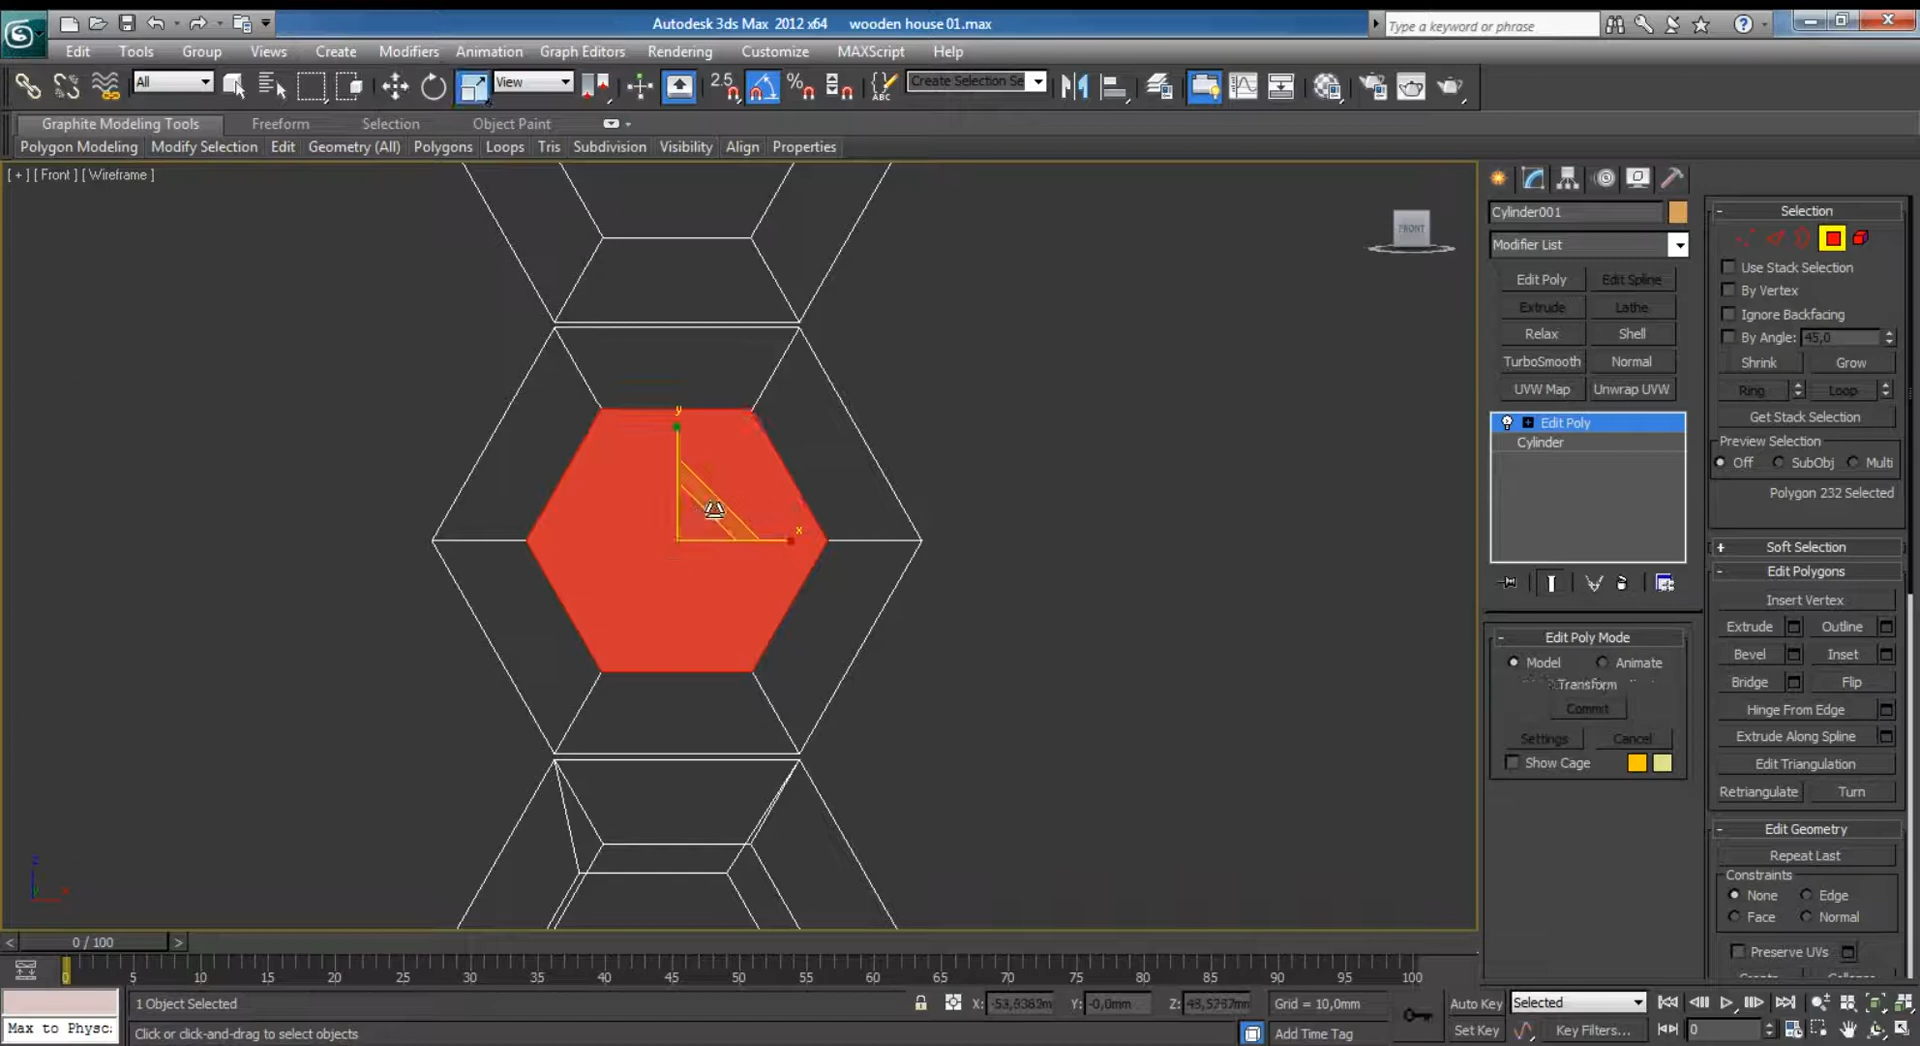 Autodesk 3ds Max 2012 x64 wooden house 01.max
Type a keyword or phrase
Edit Tools Group Views Create Modifiers Animation Graph Editors Rendering Customize MAXScript Help
All View 2.5 Create Selection Se
Graphite Modeling Tools Freeform Selection Object Paint
Polygon Modeling Modify Selection Edit Geometry (All) Polygons Loops Tris Subdivision Visibility Align Properties
[ + ] [ Front ] [ Wireframe ]
FRONT
y
x
Cylinder001
Modifier List
Edit Poly Edit Spline
Extrude Lathe
Relax Shell
TurboSmooth Normal
UVW Map Unwrap UVW
Edit Poly
Cylinder
Edit Poly Mode
Model Animate
Transform
Commit
Settings Cancel
Show Cage
Selection
Use Stack Selection
By Vertex
Ignore Backfacing
By Angle: 45,0
Shrink Grow
Ring Loop
Get Stack Selection
Preview Selection
Off SubObj Multi
Polygon 232 Selected
Soft Selection
Edit Polygons
Insert Vertex
Extrude Outline
Bevel Inset
Bridge Flip
Hinge From Edge
Extrude Along Spline
Edit Triangulation
Retriangulate Turn
Edit Geometry
Repeat Last
Constraints
None Edge
Face Normal
Preserve UVs
0 / 100
0 5 10 15 20 25 30 35 40 45 50 55 60 65 70 75 80 85 90 95 100
1 Object Selected X: Y: -0,0mm Z: Grid = 10,0mm Auto Key Selected
Max to Physc: Click or click-and-drag to select objects Add Time Tag Set Key Key Filters... 0